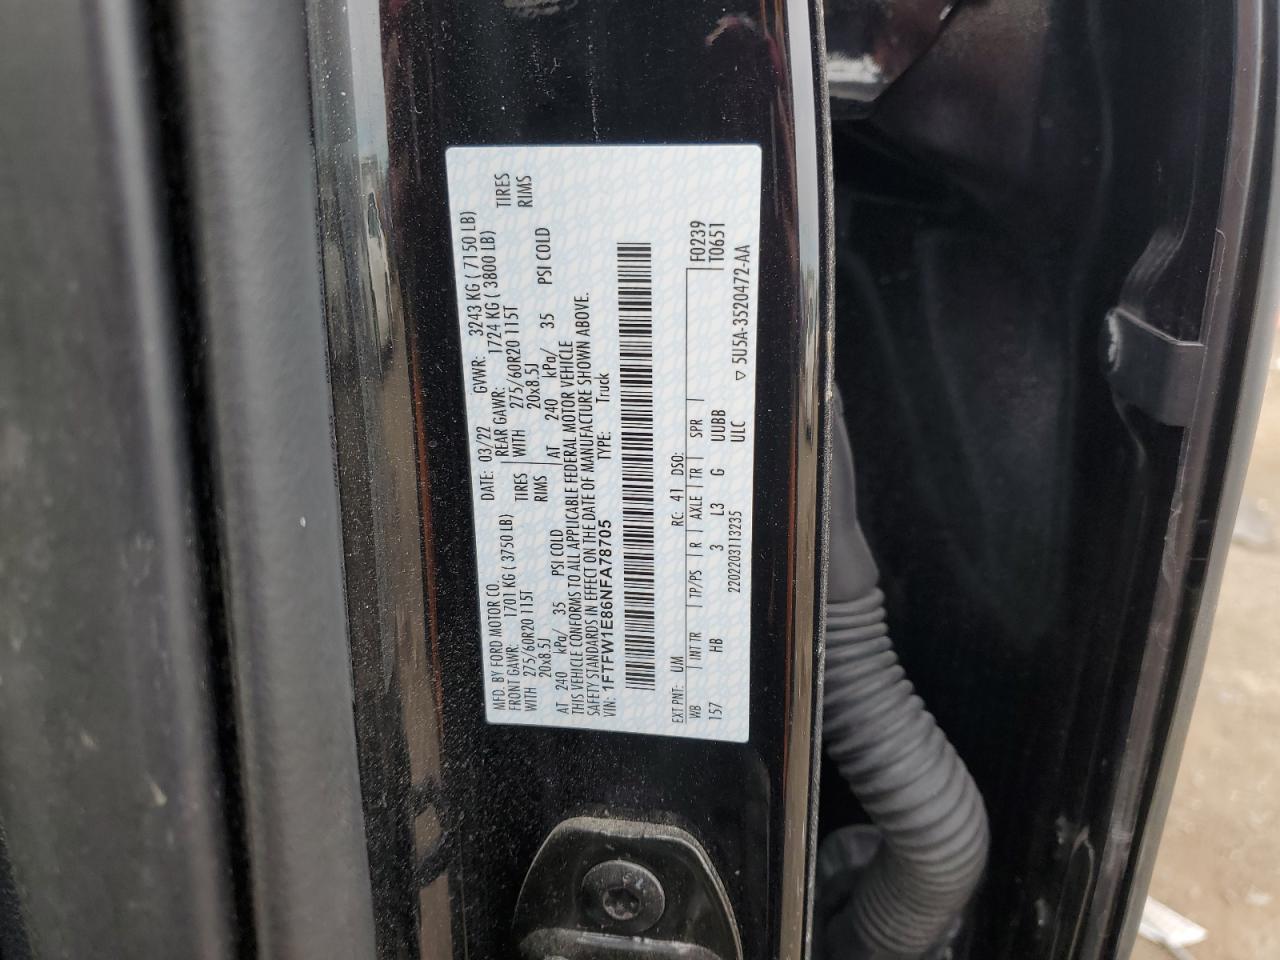 MFD. BY FORD MOTOR CO.
DATE: 03/22 GVWR: 3243 KG ( 7150 LB)
FRONT GAWR: 1701 KG ( 3750 LB)
REAR GAWR: 1724 KG ( 3800 LB)
WITH 275/60R20 115T TIRES
WITH 275/60R20 115T TIRES
20x8.5J RIMS
20x8.5J RIMS
AT 240 kPa/ 35 PSI COLD
AT 240 kPa/ 35 PSI COLD
THIS VEHICLE CONFORMS TO ALL APPLICABLE FEDERAL MOTOR VEHICLE
SAFETY STANDARDS IN EFFECT ON THE DATE OF MANUFACTURE SHOWN ABOVE.
VIN: 1FTFW1E86NFA78705 TYPE: Truck
EXT PNT: UM RC: 41 DSO: F0239
WB INT TR TP/PS R AXLE TR SPR T0651
157 HB 3 L3 G UUBB
2202203113235 ULC ▽ 5U5A-3520472-AA